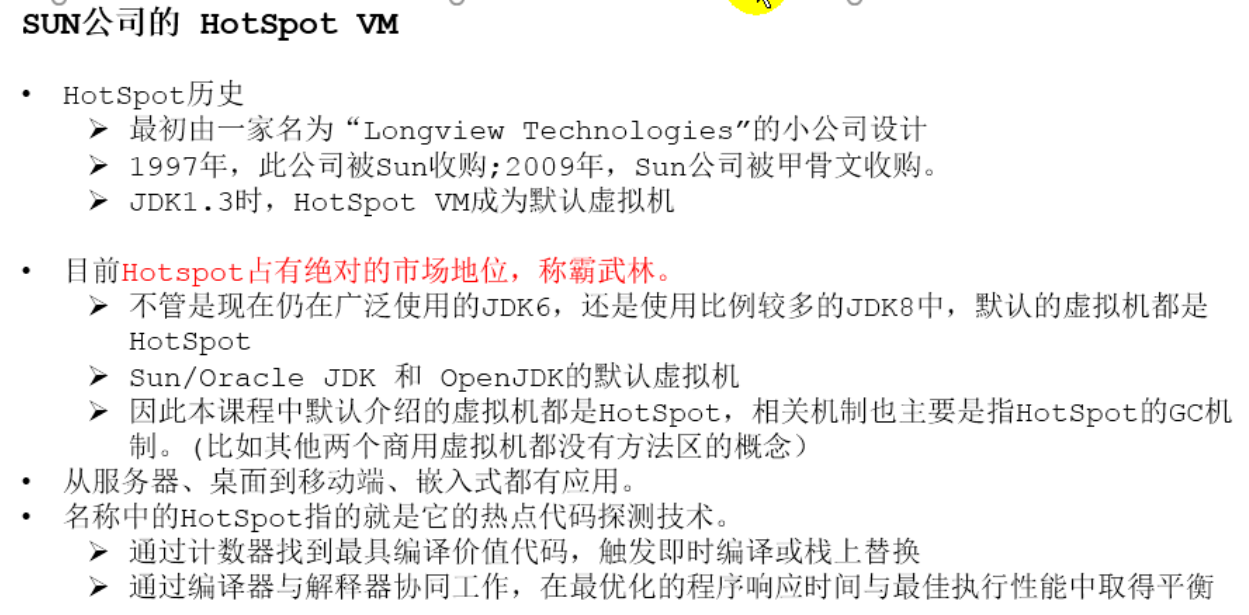 SUN公司的 HotSpot VM
• HotSpot历史
➢ 最初由一家名为“Longview Technologies”的小公司设计
➢ 1997年，此公司被Sun收购;2009年，Sun公司被甲骨文收购。
➢ JDK1.3时，HotSpot VM成为默认虚拟机
• 目前Hotspot占有绝对的市场地位，称霸武林。
➢ 不管是现在仍在广泛使用的JDK6，还是使用比例较多的JDK8中，默认的虚拟机都是
HotSpot
➢ Sun/Oracle JDK 和 OpenJDK的默认虚拟机
➢ 因此本课程中默认介绍的虚拟机都是HotSpot，相关机制也主要是指HotSpot的GC机
制。(比如其他两个商用虚拟机都没有方法区的概念）
• 从服务器、桌面到移动端、嵌入式都有应用。
• 名称中的HotSpot指的就是它的热点代码探测技术。
➢ 通过计数器找到最具编译价值代码，触发即时编译或栈上替换
➢ 通过编译器与解释器协同工作，在最优化的程序响应时间与最佳执行性能中取得平衡